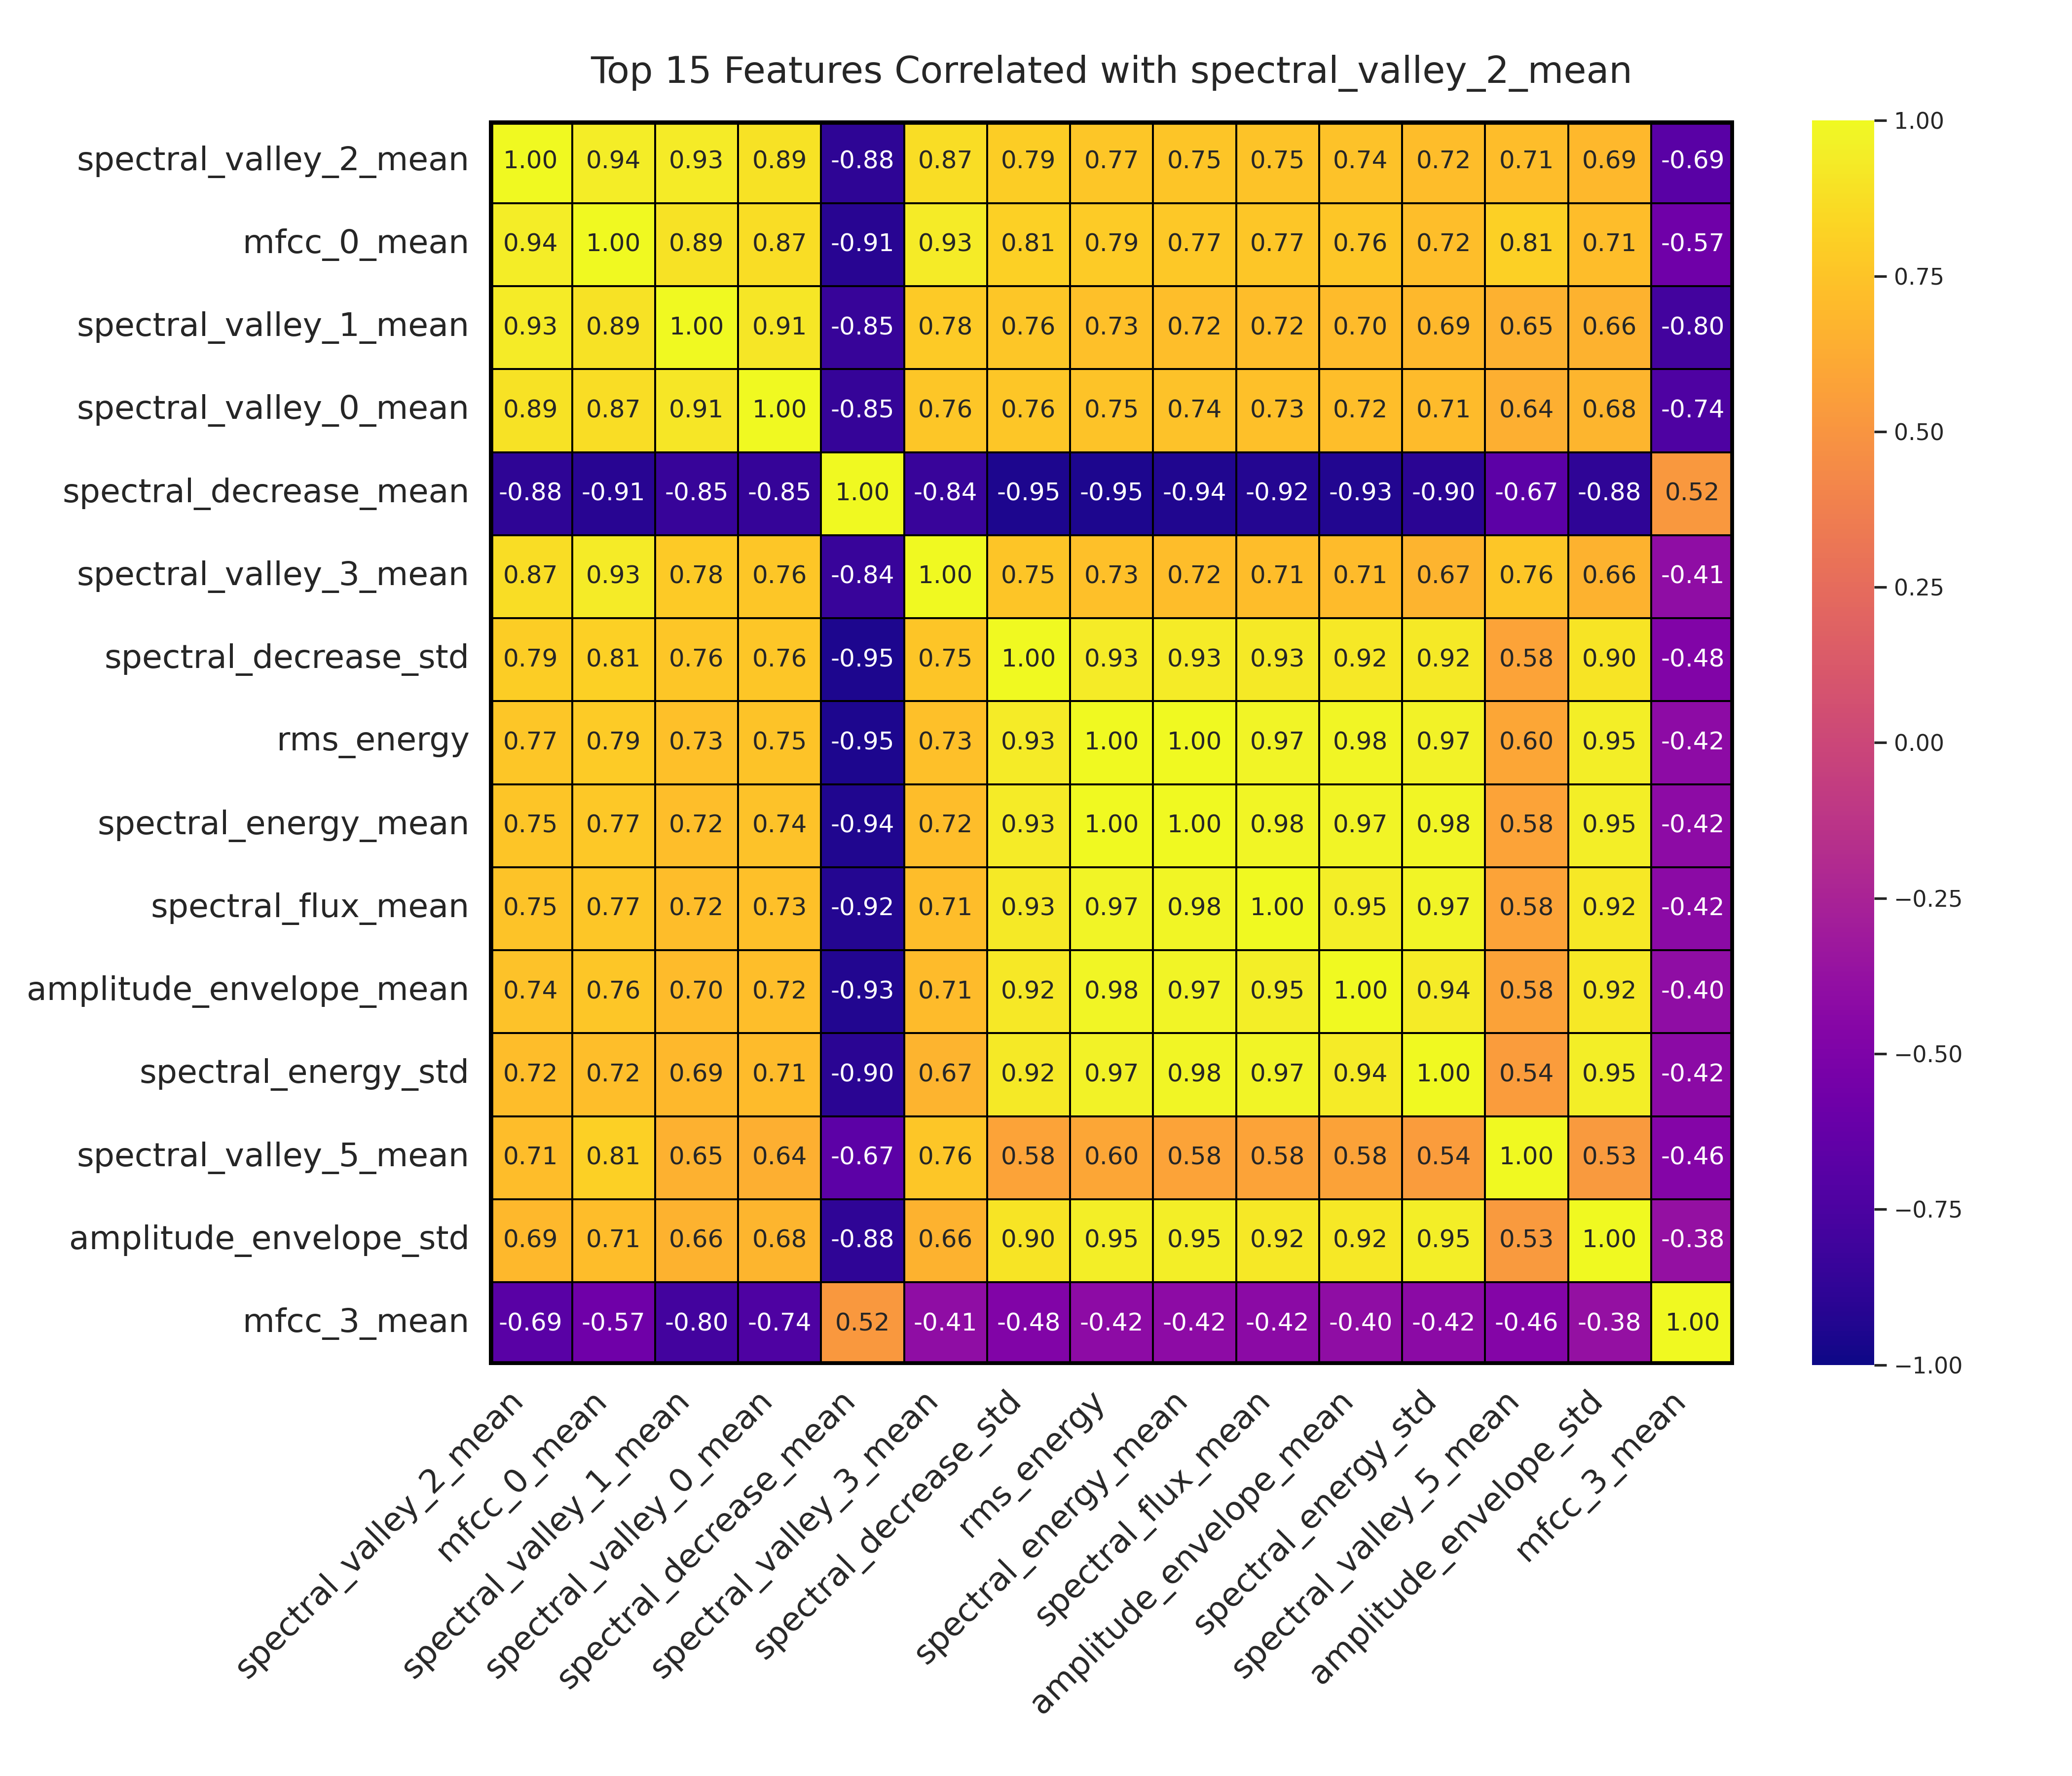 Top 15 Features Correlated with spectral_valley_2_mean
spectral_valley_2_mean 1.00 0.94 0.93 0.89 -0.88 0.87 0.79 0.77 0.75 0.75 0.74 0.72 0.71 0.69 -0.69
mfcc_0_mean 0.94 1.00 0.89 0.87 -0.91 0.93 0.81 0.79 0.77 0.77 0.76 0.72 0.81 0.71 -0.57
spectral_valley_1_mean 0.93 0.89 1.00 0.91 -0.85 0.78 0.76 0.73 0.72 0.72 0.70 0.69 0.65 0.66 -0.80
spectral_valley_0_mean 0.89 0.87 0.91 1.00 -0.85 0.76 0.76 0.75 0.74 0.73 0.72 0.71 0.64 0.68 -0.74
spectral_decrease_mean -0.88 -0.91 -0.85 -0.85 1.00 -0.84 -0.95 -0.95 -0.94 -0.92 -0.93 -0.90 -0.67 -0.88 0.52
spectral_valley_3_mean 0.87 0.93 0.78 0.76 -0.84 1.00 0.75 0.73 0.72 0.71 0.71 0.67 0.76 0.66 -0.41
spectral_decrease_std 0.79 0.81 0.76 0.76 -0.95 0.75 1.00 0.93 0.93 0.93 0.92 0.92 0.58 0.90 -0.48
rms_energy 0.77 0.79 0.73 0.75 -0.95 0.73 0.93 1.00 1.00 0.97 0.98 0.97 0.60 0.95 -0.42
spectral_energy_mean 0.75 0.77 0.72 0.74 -0.94 0.72 0.93 1.00 1.00 0.98 0.97 0.98 0.58 0.95 -0.42
spectral_flux_mean 0.75 0.77 0.72 0.73 -0.92 0.71 0.93 0.97 0.98 1.00 0.95 0.97 0.58 0.92 -0.42
amplitude_envelope_mean 0.74 0.76 0.70 0.72 -0.93 0.71 0.92 0.98 0.97 0.95 1.00 0.94 0.58 0.92 -0.40
spectral_energy_std 0.72 0.72 0.69 0.71 -0.90 0.67 0.92 0.97 0.98 0.97 0.94 1.00 0.54 0.95 -0.42
spectral_valley_5_mean 0.71 0.81 0.65 0.64 -0.67 0.76 0.58 0.60 0.58 0.58 0.58 0.54 1.00 0.53 -0.46
amplitude_envelope_std 0.69 0.71 0.66 0.68 -0.88 0.66 0.90 0.95 0.95 0.92 0.92 0.95 0.53 1.00 -0.38
mfcc_3_mean -0.69 -0.57 -0.80 -0.74 0.52 -0.41 -0.48 -0.42 -0.42 -0.42 -0.40 -0.42 -0.46 -0.38 1.00
spectral_valley_2_mean
mfcc_0_mean
spectral_valley_1_mean
spectral_valley_0_mean
spectral_decrease_mean
spectral_valley_3_mean
spectral_decrease_std
rms_energy
spectral_energy_mean
spectral_flux_mean
amplitude_envelope_mean
spectral_energy_std
spectral_valley_5_mean
amplitude_envelope_std
mfcc_3_mean
1.00
0.75
0.50
0.25
0.00
−0.25
−0.50
−0.75
−1.00